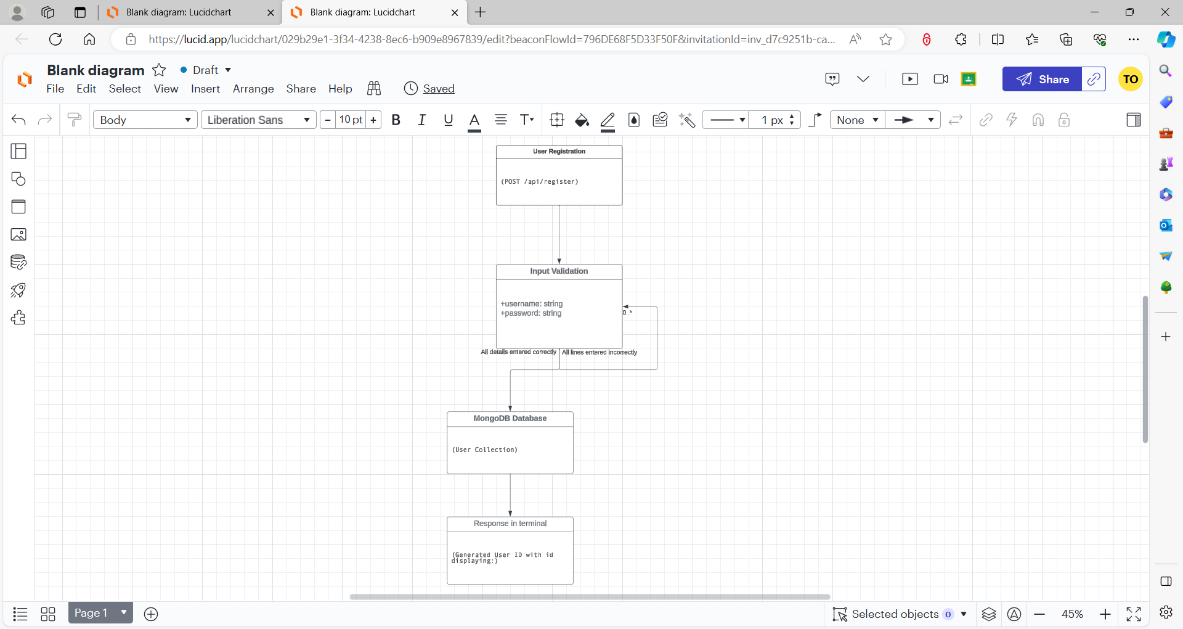 Blank diagram: Lucidchart
Blank diagram: Lucidchart
https://lucid.app/lucidchart/029b29e1-3f34-4238-8ec6-b909e8967839/edit?beaconFlowId=796DE68F5D33F50F&invitationId=inv_d7c9251b-ca...
Blank diagram
Draft
File Edit Select View Insert Arrange Share Help
Saved
Share
TO
Body
Liberation Sans
- 10 pt +
B I U A T
1 px
None
User Registration
(POST /api/register)
Input Validation
+username: string
+password: string
0 *
All details entered correctly
All lines entered incorrectly
MongoDB Database
(User Collection)
Response in terminal
(Generated User ID with id
displaying:)
Page 1
Selected objects 0
45%